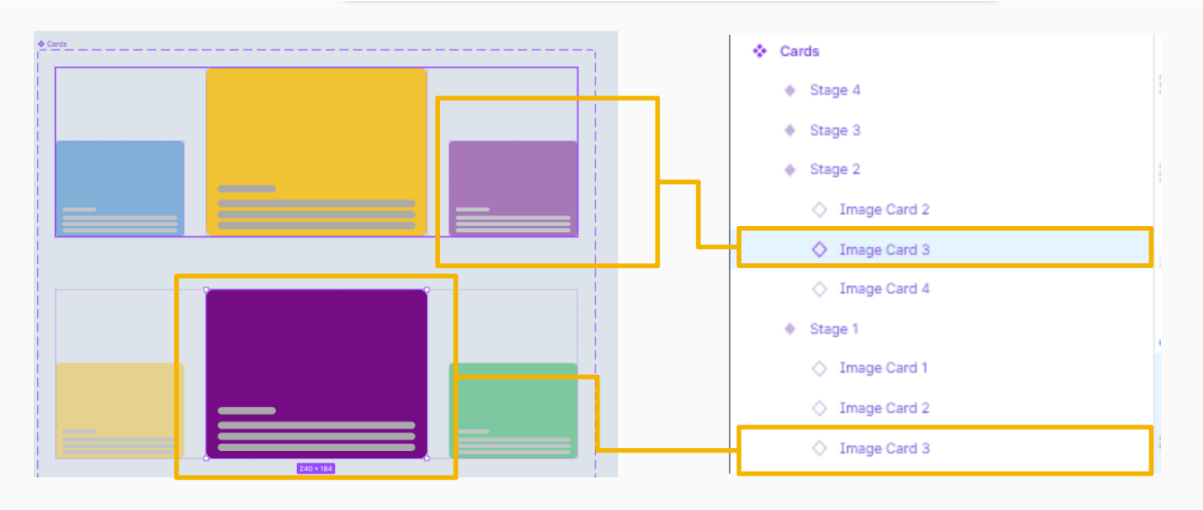 Cards
240 × 184
Cards
Stage 4
Stage 3
Stage 2
Image Card 2
Image Card 3
Image Card 4
Stage 1
Image Card 1
Image Card 2
Image Card 3